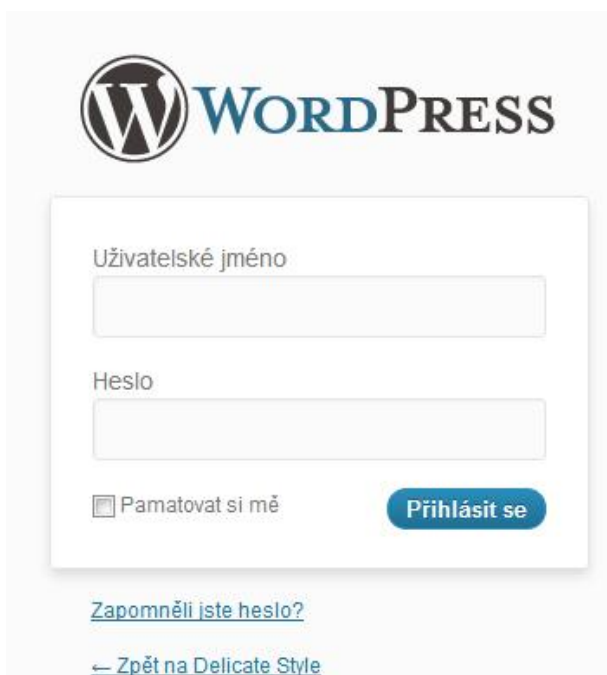 WORDPRESS
Uživatelské jméno
Heslo
Pamatovat si mě
Přihlásit se
Zapomněli jste heslo?
← Zpět na Delicate Style